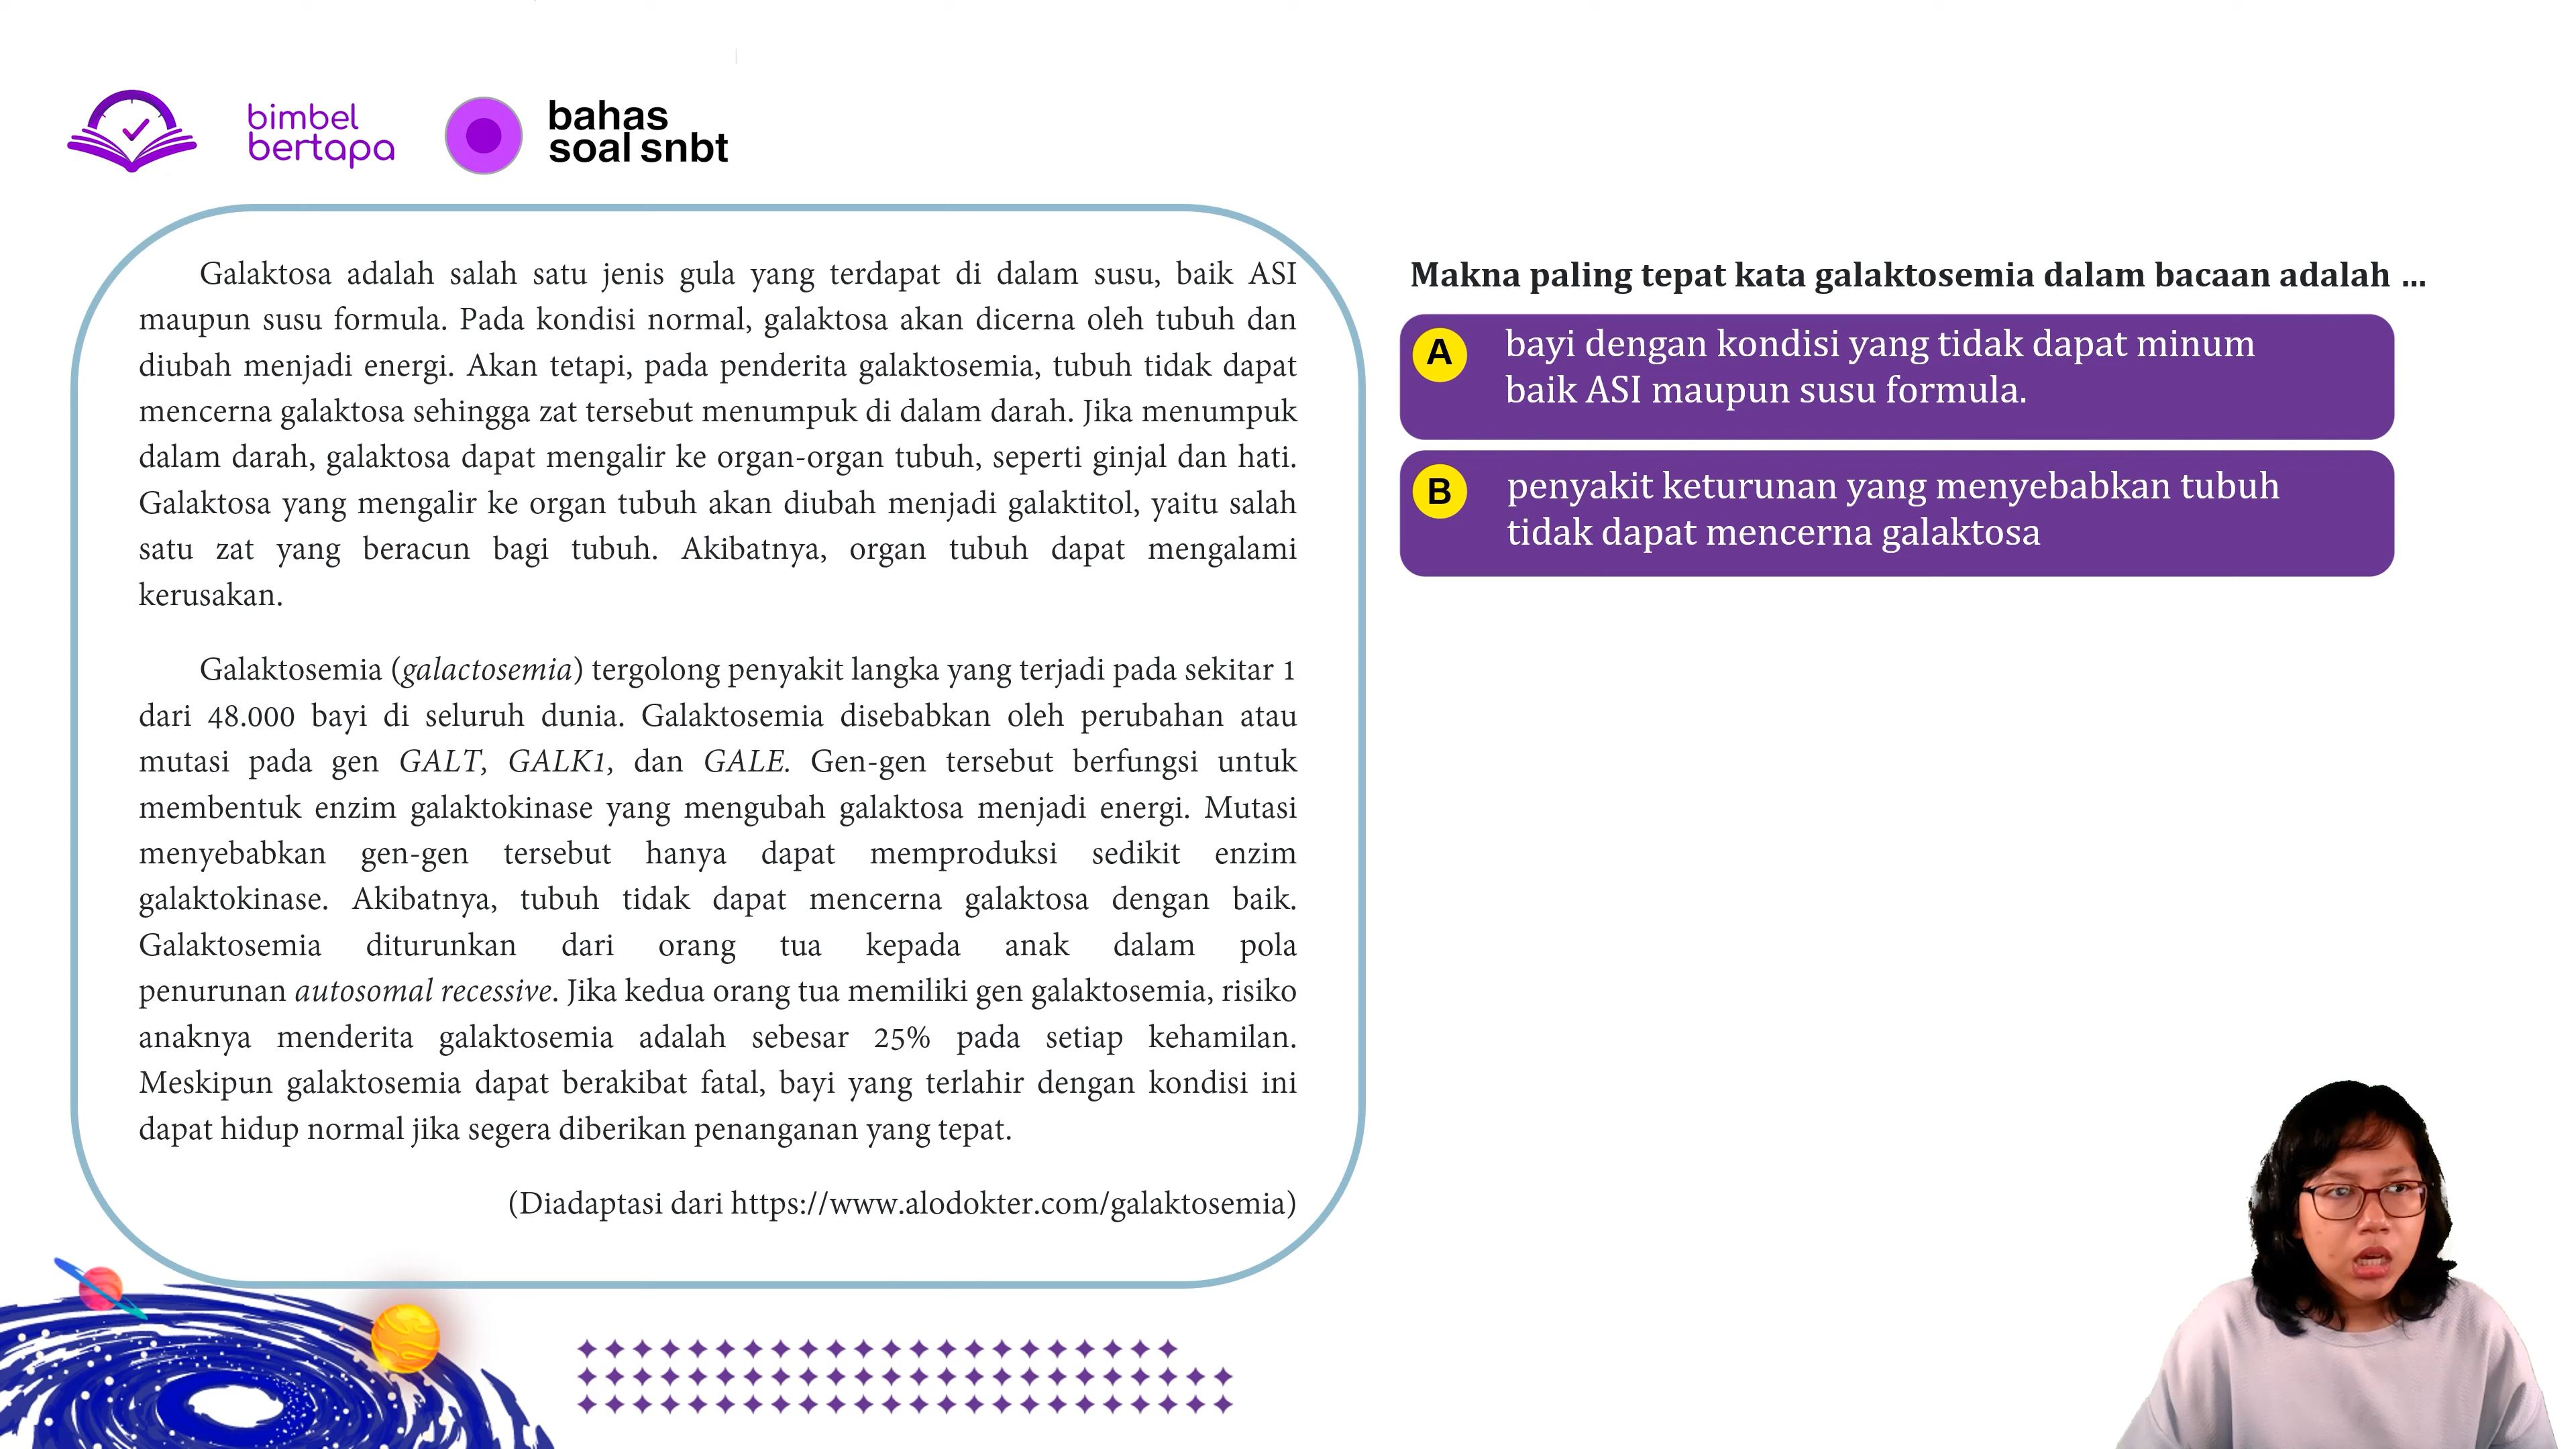 bimbel
bertapa
bahas
soal snbt
Galaktosa adalah salah satu jenis gula yang terdapat di dalam susu, baik ASI
maupun susu formula. Pada kondisi normal, galaktosa akan dicerna oleh tubuh dan
diubah menjadi energi. Akan tetapi, pada penderita galaktosemia, tubuh tidak dapat
mencerna galaktosa sehingga zat tersebut menumpuk di dalam darah. Jika menumpuk
dalam darah, galaktosa dapat mengalir ke organ-organ tubuh, seperti ginjal dan hati.
Galaktosa yang mengalir ke organ tubuh akan diubah menjadi galaktitol, yaitu salah
satu zat yang beracun bagi tubuh. Akibatnya, organ tubuh dapat mengalami
kerusakan.
Galaktosemia (galactosemia) tergolong penyakit langka yang terjadi pada sekitar 1
dari 48.000 bayi di seluruh dunia. Galaktosemia disebabkan oleh perubahan atau
mutasi pada gen GALT, GALK1, dan GALE. Gen-gen tersebut berfungsi untuk
membentuk enzim galaktokinase yang mengubah galaktosa menjadi energi. Mutasi
menyebabkan gen-gen tersebut hanya dapat memproduksi sedikit enzim
galaktokinase. Akibatnya, tubuh tidak dapat mencerna galaktosa dengan baik.
Galaktosemia diturunkan dari orang tua kepada anak dalam pola
penurunan autosomal recessive. Jika kedua orang tua memiliki gen galaktosemia, risiko
anaknya menderita galaktosemia adalah sebesar 25% pada setiap kehamilan.
Meskipun galaktosemia dapat berakibat fatal, bayi yang terlahir dengan kondisi ini
dapat hidup normal jika segera diberikan penanganan yang tepat.
(Diadaptasi dari https://www.alodokter.com/galaktosemia)
Makna paling tepat kata galaktosemia dalam bacaan adalah ...
A
bayi dengan kondisi yang tidak dapat minum
baik ASI maupun susu formula.
B
penyakit keturunan yang menyebabkan tubuh
tidak dapat mencerna galaktosa